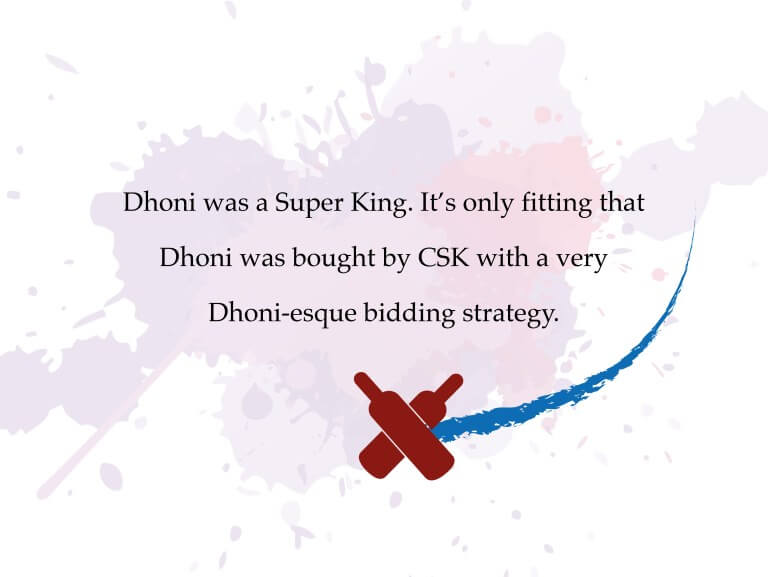 Dhoni was a Super King. It’s only fitting that
Dhoni was bought by CSK with a very
Dhoni-esque bidding strategy.